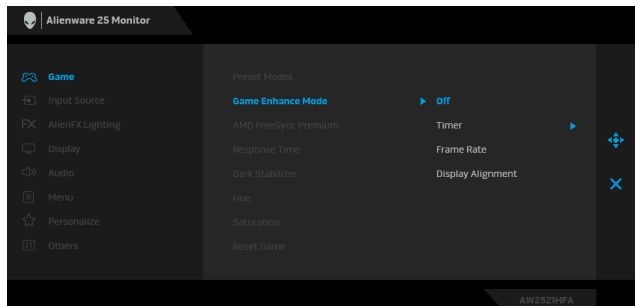 Alienware 25 Monitor
Game
Input Source
AlienFX Lighting
Display
Audio
Menu
Personalize
Others
Preset Modes
Game Enhance Mode
AMD FreeSync Premium
Response Time
Dark Stabilizer
Hue
Saturation
Reset Game
Off
Timer
Frame Rate
Display Alignment
AW2521HFA